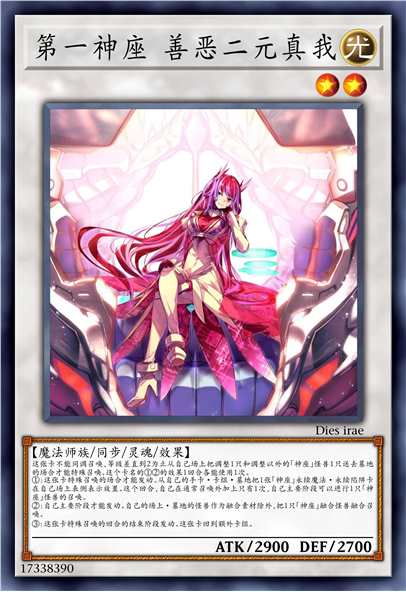 第一神座 善恶二元真我
光
Dies irae
【魔法师族/同步/灵魂/效果】
这张卡不能同调召唤，等级差直到2为止从自己场上把调整1只和调整以外的「神座」怪兽1只送去墓地
的场合才能特殊召唤。这个卡名的①②的效果1回合各能使用1次。
①：这张卡特殊召唤的场合才能发动。从自己的手卡·卡组·墓地把1张「神座」永续魔法·永续陷阱卡
在自己场上表侧表示放置。这个回合，自己在通常召唤外加上只有1次，自己主要阶段可以进行1只「神
座」怪兽的召唤。
②：自己主要阶段才能发动。自己的场上·墓地的怪兽作为融合素材除外，把1只「神座」融合怪兽融合召
唤。
③：这张卡特殊召唤的回合的结束阶段发动。这张卡回到额外卡组。
ATK/2900 DEF/2700
17338390